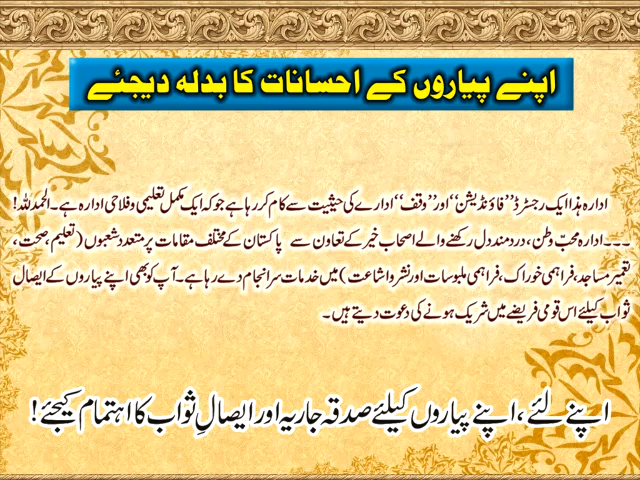 اپنے پیاروں کے احسانات کا بدلہ دیجئے
ادارہ ہذا ایک رجسٹرڈ ’’فاؤنڈیشن‘‘ اور ’’وقف‘‘ ادارے کی حیثیت سے کام کر رہا ہے جو کہ ایک مکمل تعلیمی و فلاحی ادارہ ہے۔ الحمدللہ!
۔۔۔ ادارہ محبِّ وطن، دردمند دل رکھنے والے اصحاب خیر کے تعاون سے پاکستان کے مختلف مقامات پر متعدد شعبوں (تعلیم، صحت،
تعمیر مساجد، فراہمی خوراک، فراہمی ملبوسات اور نشر و اشاعت) میں خدمات سرانجام دے رہا ہے۔ آپ کو بھی اپنے پیاروں کے ایصال
ثواب کیلئے اس قومی فریضے میں شریک ہونے کی دعوت دیتے ہیں۔
اپنے لئے، اپنے پیاروں کیلئے صدقہ جاریہ اور ایصالِ ثواب کا اہتمام کیجئے!